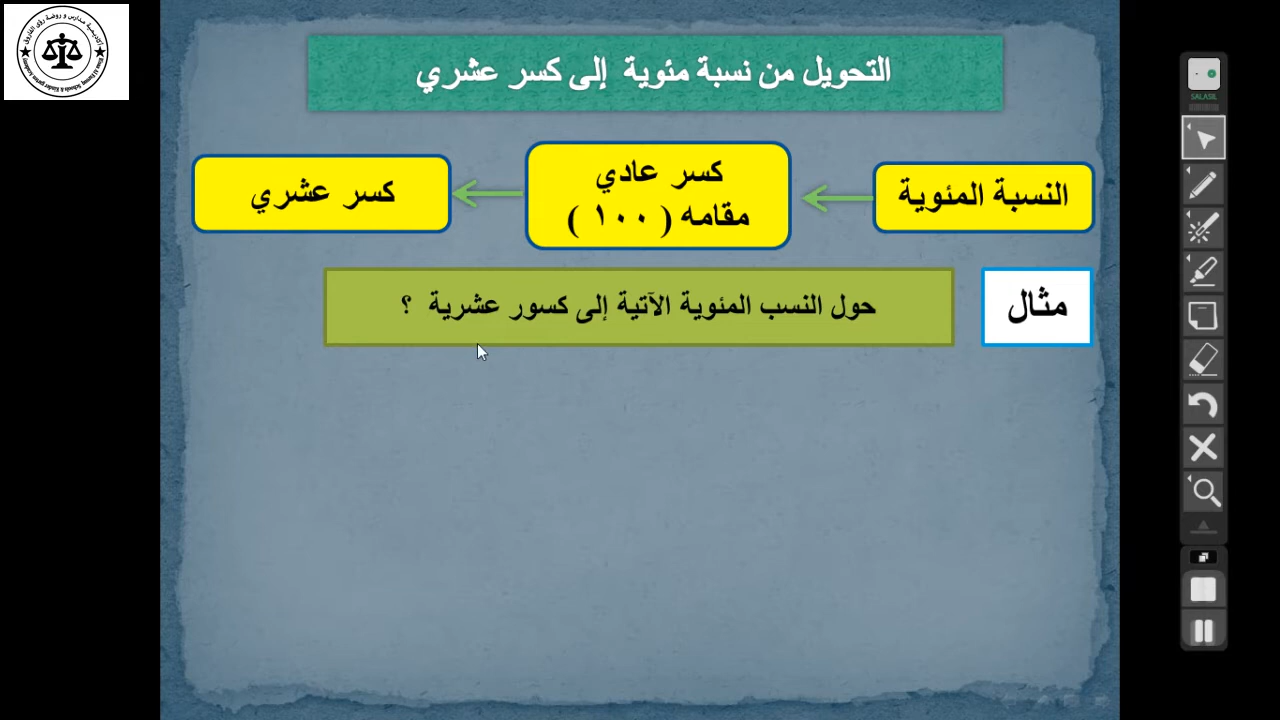 التحويل من نسبة مئوية إلى كسر عشري
النسبة المئوية
كسر عادي
مقامه ( ١٠٠ )
كسر عشري
مثال
حول النسب المئوية الآتية إلى كسور عشرية ؟
SALASIL